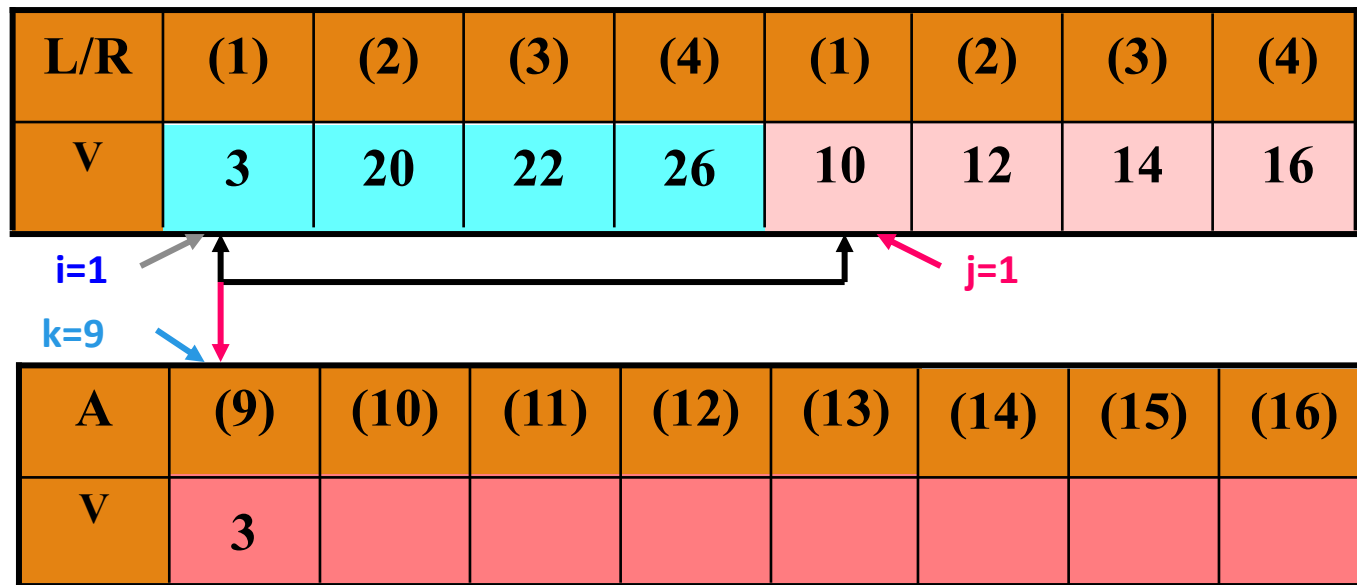 L/R (1) (2) (3) (4) (1) (2) (3) (4)
V 3 20 22 26 10 12 14 16
i=1 j=1
k=9
A (9) (10) (11) (12) (13) (14) (15) (16)
V 3